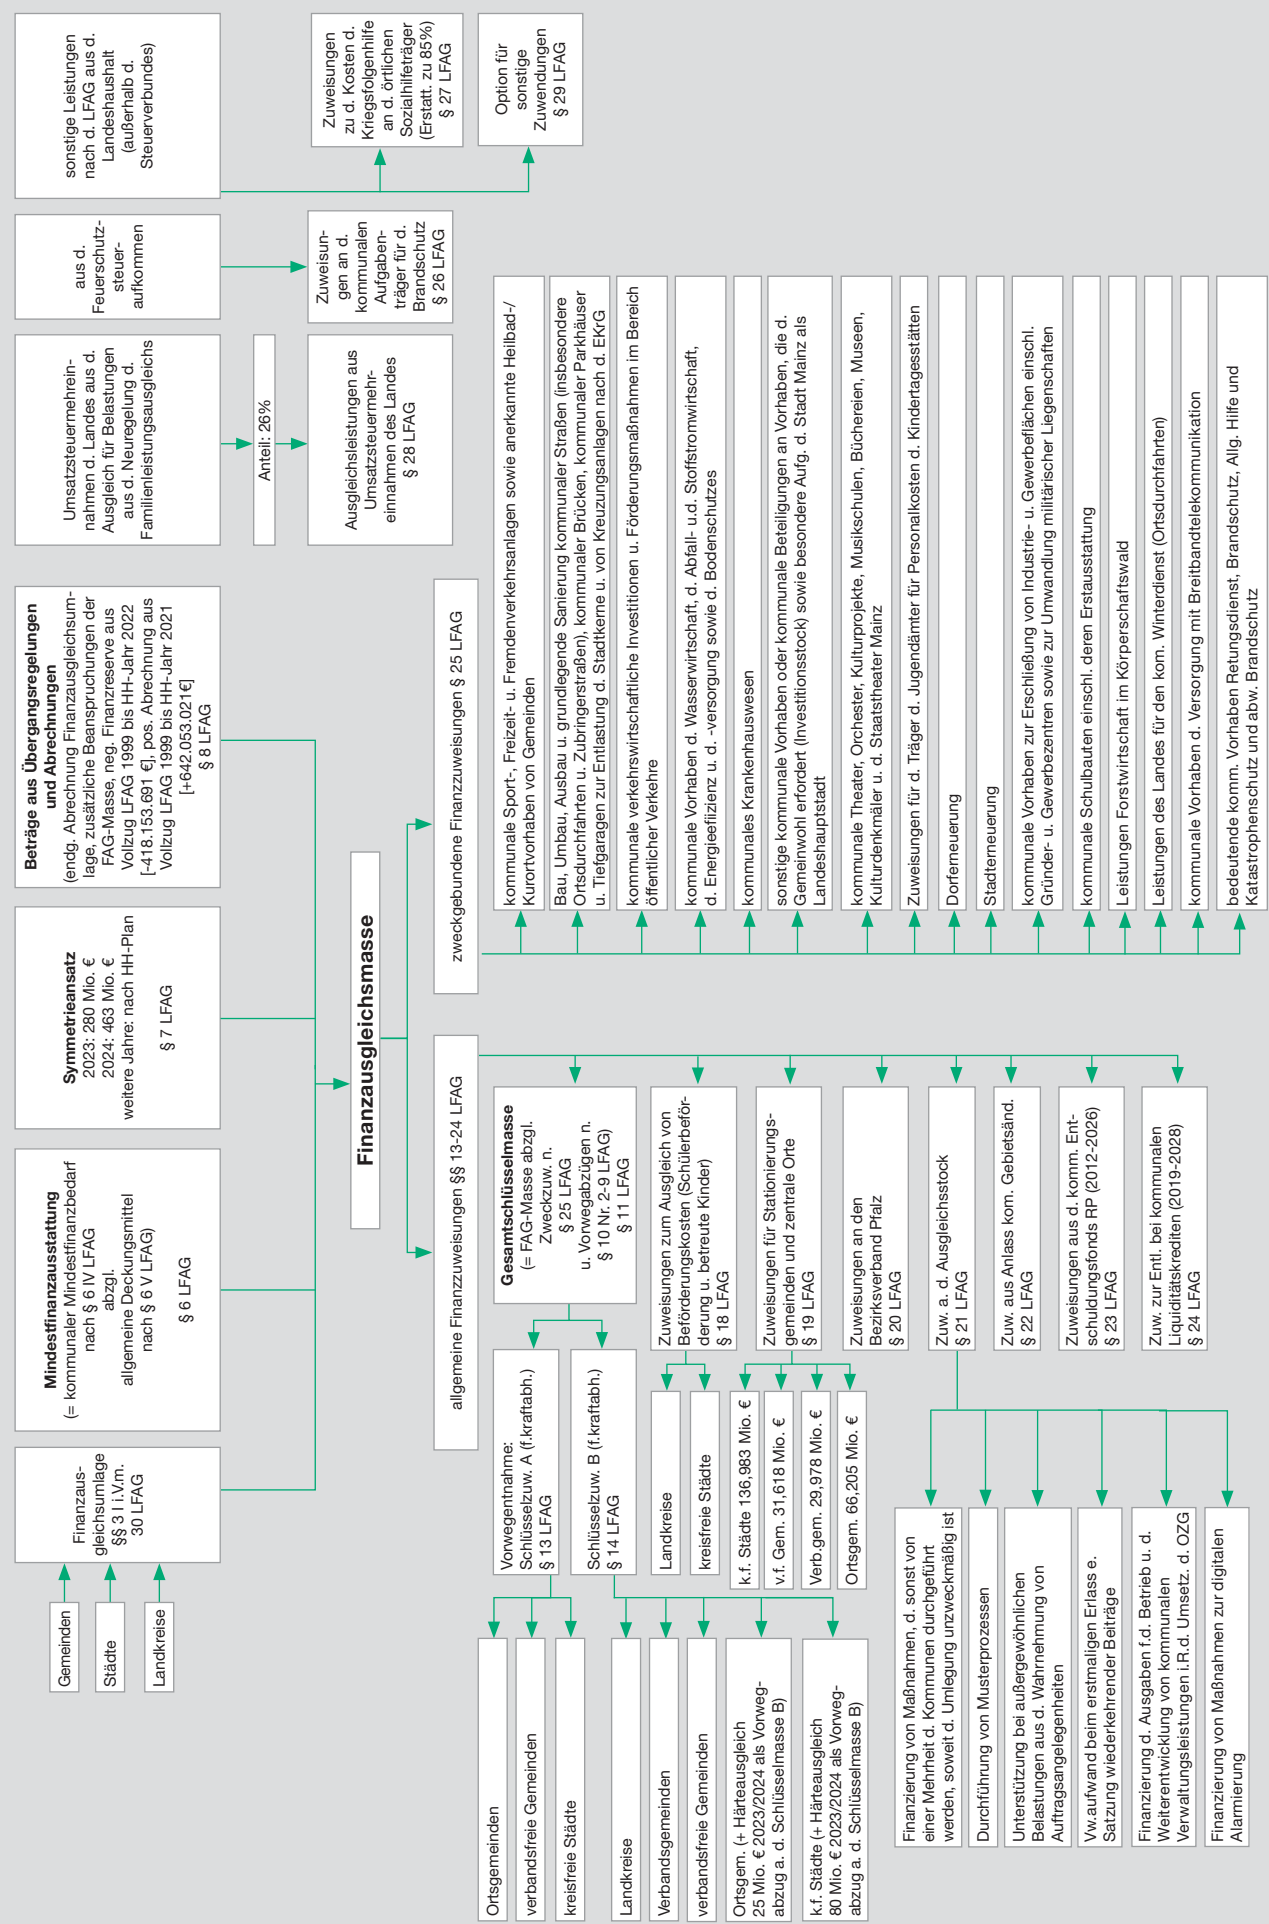 Gemeinden
Städte
Landkreise
Finanzaus-
gleichsumlage
§§ 3 I i.V.m.
30 LFAG
Mindestfinanzausstattung
(= kommunaler Mindestfinanzbedarf
nach § 6 IV LFAG
abzgl.
allgemeine Deckungsmittel
nach § 6 V LFAG)
§ 6 LFAG
Symmetrieansatz
2023: 280 Mio. €
2024: 463 Mio. €
weitere Jahre: nach HH-Plan
§ 7 LFAG
Beträge aus Übergangsregelungen
und Abrechnungen
(endg. Abrechnung Finanzausgleichsum-
lage, zusätzliche Beanspruchungen der
FAG-Masse, neg. Finanzreserve aus
Vollzug LFAG 1999 bis HH-Jahr 2022
[-418.153.691 €], pos. Abrechnung aus
Vollzug LFAG 1999 bis HH-Jahr 2021
[+642.053.021€]
§ 8 LFAG
Umsatzsteuermehrein-
nahmen d. Landes aus d.
Ausgleich für Belastungen
aus d. Neuregelung d.
Familienleistungsausgleichs
Anteil: 26%
Ausgleichsleistungen aus
Umsatzsteuermehr-
einnahmen des Landes
§ 28 LFAG
aus d.
Feuerschutz-
steuer-
aufkommen
Zuweisun-
gen an d.
kommunalen
Aufgaben-
träger für d.
Brandschutz
§ 26 LFAG
sonstige Leistungen
nach d. LFAG aus d.
Landeshaushalt
(außerhalb d.
Steuerverbundes)
Zuweisungen
zu d. Kosten d.
Kriegsfolgenhilfe
an d. örtlichen
Sozialhilfeträger
(Erstatt. zu 85%)
§ 27 LFAG
Option für
sonstige
Zuwendungen
§ 29 LFAG
Finanzausgleichsmasse
allgemeine Finanzzuweisungen §§ 13-24 LFAG
zweckgebundene Finanzzuweisungen § 25 LFAG
Gesamtschlüsselmasse
(= FAG-Masse abzgl.
Zweckzuw. n.
§ 25 LFAG
u. Vorwegabzügen n.
§ 10 Nr. 2-9 LFAG)
§ 11 LFAG
Vorwegentnahme:
Schlüsselzuw. A (f.kraftabh.)
§ 13 LFAG
Ortsgemeinden
verbandsfreie Gemeinden
kreisfreie Städte
Schlüsselzuw. B (f.kraftabh.)
§ 14 LFAG
Landkreise
Verbandsgemeinden
verbandsfreie Gemeinden
Ortsgem. (+ Härteausgleich
25 Mio. € 2023/2024 als Vorweg-
abzug a. d. Schlüsselmasse B)
k.f. Städte (+ Härteausgleich
80 Mio. € 2023/2024 als Vorweg-
abzug a. d. Schlüsselmasse B)
Zuweisungen zum Ausgleich von
Beförderungskosten (Schülerbeför-
derung u. betreute Kinder)
§ 18 LFAG
Landkreise
kreisfreie Städte
Zuweisungen für Stationierungs-
gemeinden und zentrale Orte
§ 19 LFAG
k.f. Städte 136,983 Mio. €
v.f. Gem. 31,618 Mio. €
Verb.gem. 29,978 Mio. €
Ortsgem. 66,205 Mio. €
Zuweisungen an den
Bezirksverband Pfalz
§ 20 LFAG
Zuw. a. d. Ausgleichsstock
§ 21 LFAG
Finanzierung von Maßnahmen, d. sonst von
einer Mehrheit d. Kommunen durchgeführt
werden, soweit d. Umlegung unzweckmäßig ist
Durchführung von Musterprozessen
Unterstützung bei außergewöhnlichen
Belastungen aus d. Wahrnehmung von
Auftragsangelegenheiten
Vw.aufwand beim erstmaligen Erlass e.
Satzung wiederkehrender Beiträge
Finanzierung d. Ausgaben f.d. Betrieb u. d.
Weiterentwicklung von kommunalen
Verwaltungsleistungen i.R.d. Umsetz. d. OZG
Finanzierung von Maßnahmen zur digitalen
Alarmierung
Zuw. aus Anlass kom. Gebietsänd.
§ 22 LFAG
Zuweisungen aus d. komm. Ent-
schuldungsfonds RP (2012-2026)
§ 23 LFAG
Zuw. zur Entl. bei kommunalen
Liquiditätskrediten (2019-2028)
§ 24 LFAG
kommunale Sport-, Freizeit- u. Fremdenverkehrsanlagen sowie anerkannte Heilbad-/
Kurortvorhaben von Gemeinden
Bau, Umbau, Ausbau u. grundlegende Sanierung kommunaler Straßen (insbesondere
Ortsdurchfahrten u. Zubringerstraßen), kommunaler Brücken, kommunaler Parkhäuser
u. Tiefgaragen zur Entlastung d. Stadtkerne u. von Kreuzungsanlagen nach d. EKrG
kommunale verkehrswirtschaftliche Investitionen u. Förderungsmaßnahmen im Bereich
öffentlicher Verkehre
kommunale Vorhaben d. Wasserwirtschaft, d. Abfall- u.d. Stoffstromwirtschaft,
d. Energieeffizienz u. d. -versorgung sowie d. Bodenschutzes
kommunales Krankenhauswesen
sonstige kommunale Vorhaben oder kommunale Beteiligungen an Vorhaben, die d.
Gemeinwohl erfordert (Investitionsstock) sowie besondere Aufg. d. Stadt Mainz als
Landeshauptstadt
kommunale Theater, Orchester, Kulturprojekte, Musikschulen, Büchereien, Museen,
Kulturdenkmäler u. d. Staatstheater Mainz
Zuweisungen für d. Träger d. Jugendämter für Personalkosten d. Kindertagesstätten
Dorferneuerung
Stadterneuerung
kommunale Vorhaben zur Erschließung von Industrie- u. Gewerbeflächen einschl.
Gründer- u. Gewerbezentren sowie zur Umwandlung militärischer Liegenschaften
kommunale Schulbauten einschl. deren Erstausstattung
Leistungen Forstwirtschaft im Körperschaftswald
Leistungen des Landes für den kom. Winterdienst (Ortsdurchfahrten)
kommunale Vorhaben d. Versorgung mit Breitbandtelekommunikation
bedeutende komm. Vorhaben Retungsdienst, Brandschutz, Allg. Hilfe und
Katastrophenschutz und abw. Brandschutz